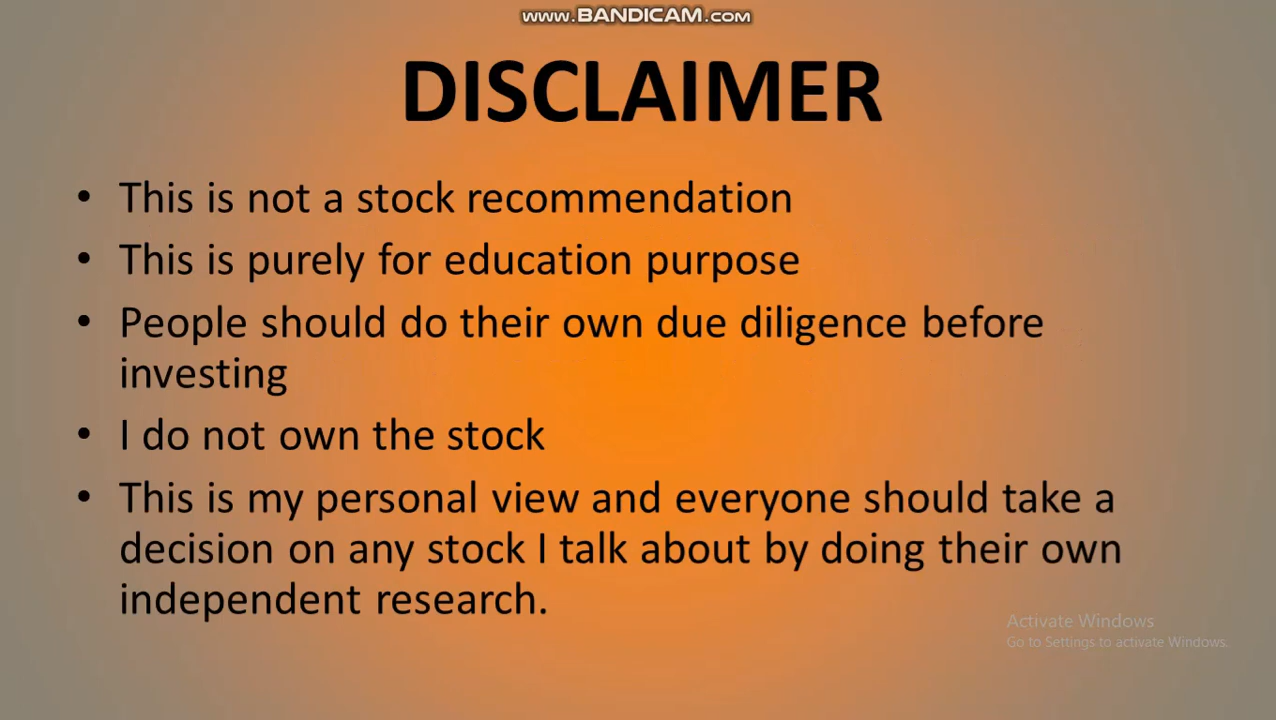 www.BANDICAM.com
DISCLAIMER
• This is not a stock recommendation
• This is purely for education purpose
• People should do their own due diligence before
investing
• I do not own the stock
• This is my personal view and everyone should take a
decision on any stock I talk about by doing their own
independent research.
Activate Windows
Go to Settings to activate Windows.